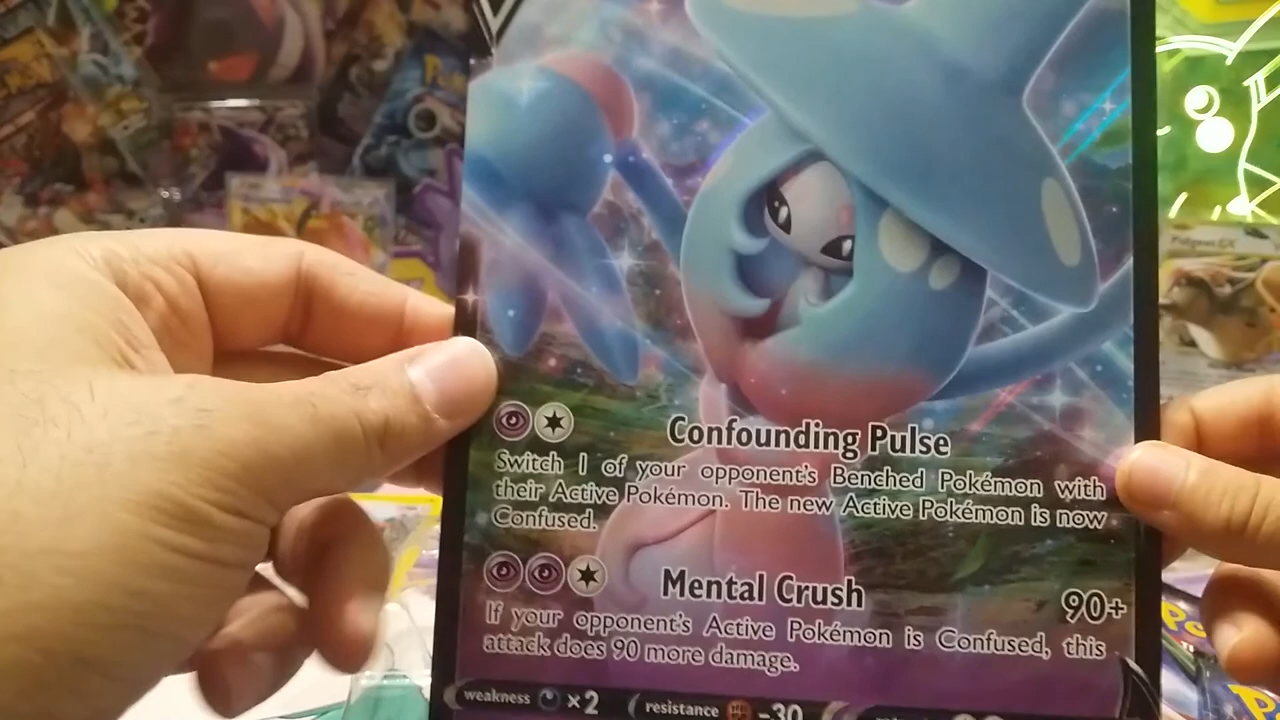 Pidgeot GX
Confounding Pulse
Switch 1 of your opponent's Benched Pokémon with
their Active Pokémon. The new Active Pokémon is now
Confused.
Mental Crush 90+
If your opponent's Active Pokémon is Confused, this
attack does 90 more damage.
weakness ×2 resistance -30